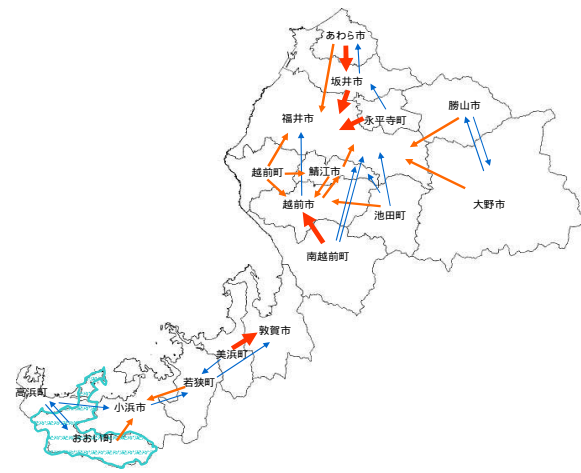 あわら市
坂井市
勝山市
福井市
永平寺町
越前町
鯖江市
越前市
池田町
大野市
南越前町
敦賀市
美浜町
若狭町
高浜町
小浜市
おおい町